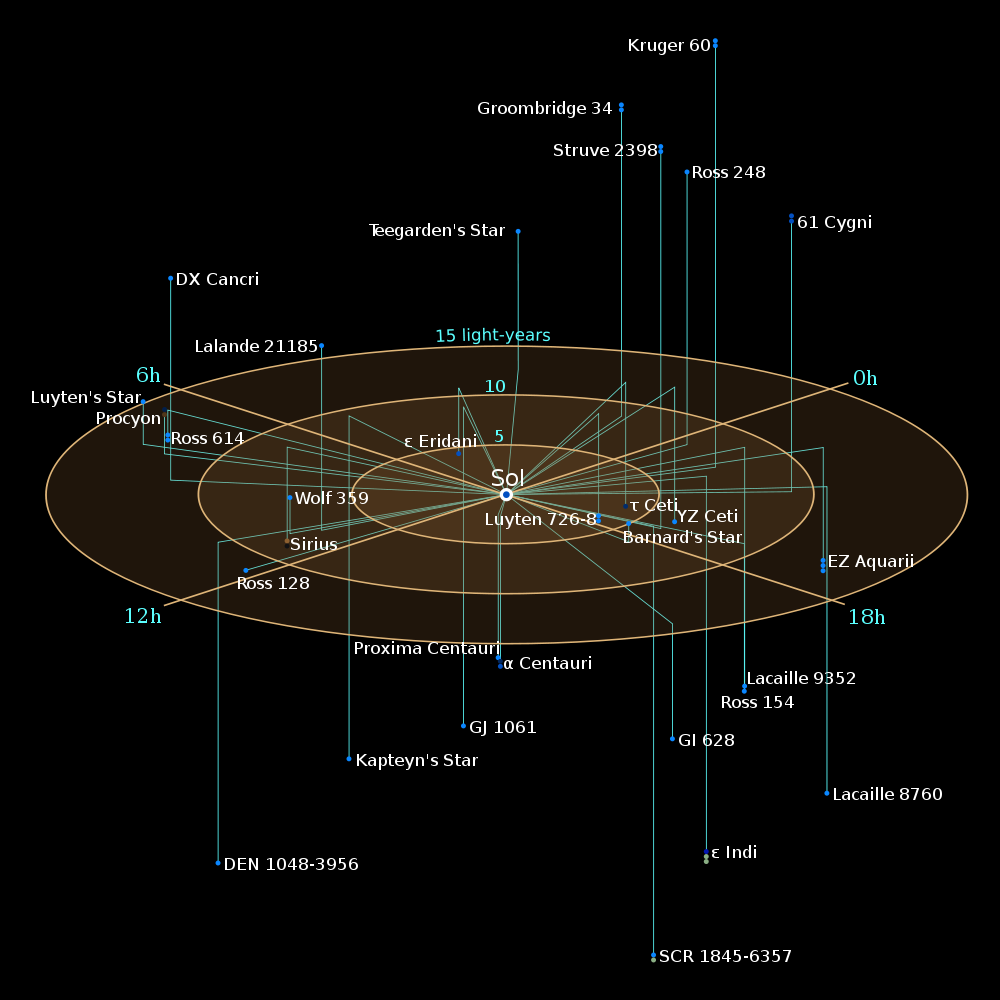 Kruger 60
Groombridge 34
Struve 2398
Ross 248
61 Cygni
Teegarden's Star
DX Cancri
15 light-years
Lalande 21185
6h
0h
10
Luyten's Star
Procyon
Ross 614
ε Eridani
5
Sol
Wolf 359
τ Ceti
Luyten 726-8
YZ Ceti
Barnard's Star
Sirius
EZ Aquarii
Ross 128
12h
18h
Proxima Centauri
α Centauri
Lacaille 9352
Ross 154
GJ 1061
Gl 628
Kapteyn's Star
Lacaille 8760
ε Indi
DEN 1048-3956
SCR 1845-6357